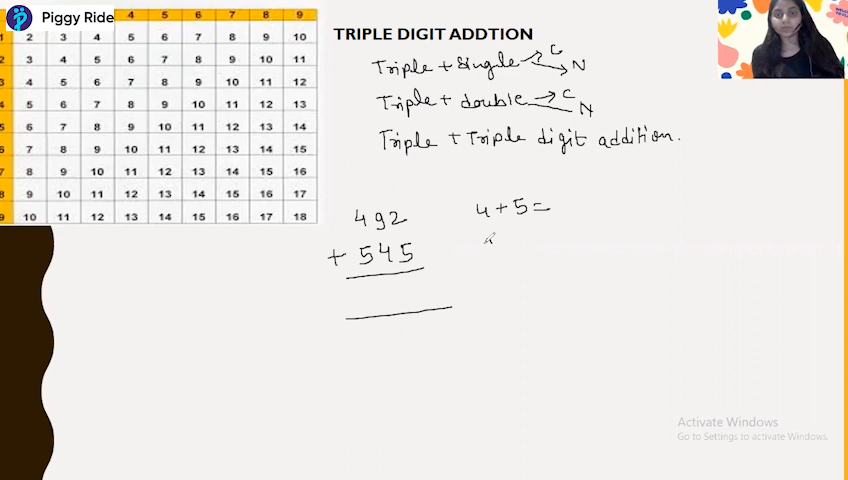 Piggy Ride
4 5 6 7 8 9
1 2 3 4 5 6 7 8 9 10
2 3 4 5 6 7 8 9 10 11
3 4 5 6 7 8 9 10 11 12
4 5 6 7 8 9 10 11 12 13
5 6 7 8 9 10 11 12 13 14
6 7 8 9 10 11 12 13 14 15
7 8 9 10 11 12 13 14 15 16
8 9 10 11 12 13 14 15 16 17
9 10 11 12 13 14 15 16 17 18
TRIPLE DIGIT ADDTION
Triple + Single C
N
Triple + double C
N
Triple + Triple digit addition.
492
+ 545
4 + 5 =
Activate Windows
Go to Settings to activate Windows.